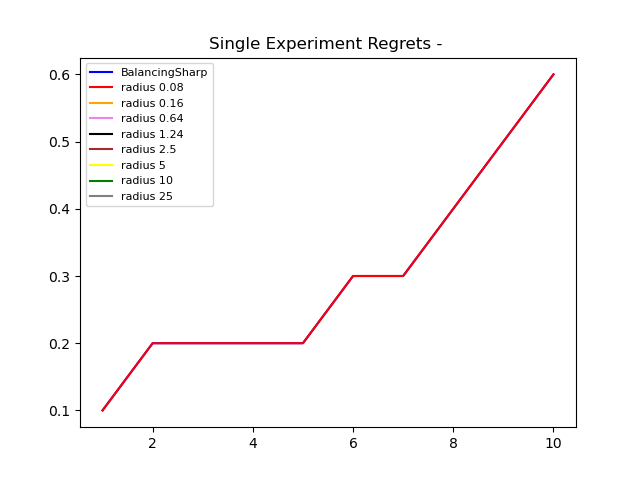 Single Experiment Regrets -
BalancingSharp
radius 0.08
radius 0.16
radius 0.64
radius 1.24
radius 2.5
radius 5
radius 10
radius 25
0.6
0.5
0.4
0.3
0.2
0.1
2 4 6 8 10